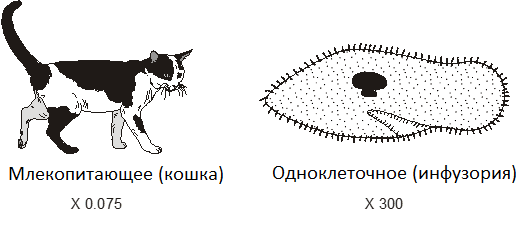 Млекопитающее (кошка)
X 0.075
Одноклеточное (инфузория)
X 300